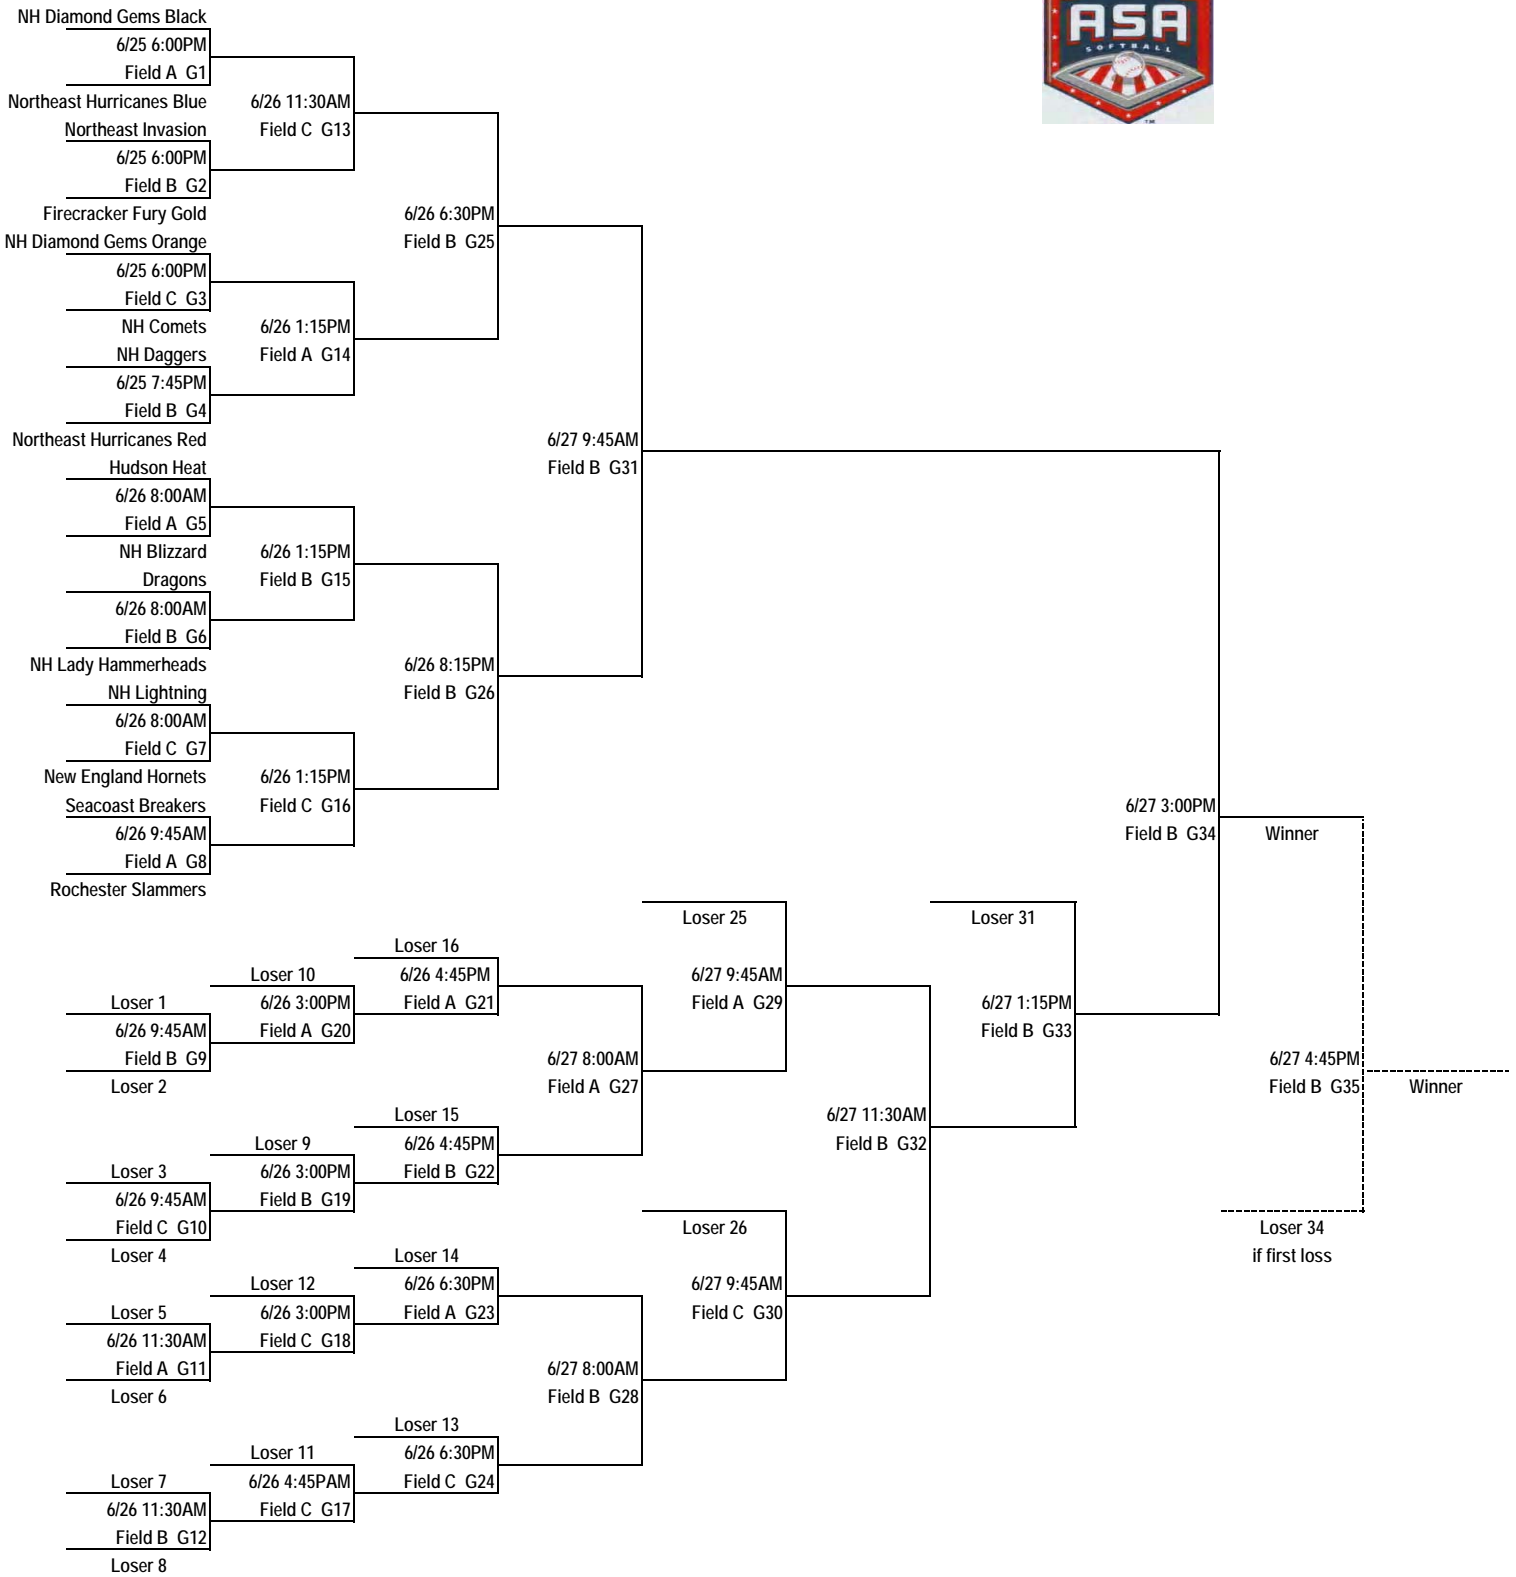 ASA
SOFTBALL
TM
NH Diamond Gems Black
6/25 6:00PM
Field A G1
Northeast Hurricanes Blue
6/26 11:30AM
Northeast Invasion
Field C G13
6/25 6:00PM
Field B G2
Firecracker Fury Gold
6/26 6:30PM
NH Diamond Gems Orange
Field B G25
6/25 6:00PM
Field C G3
NH Comets
6/26 1:15PM
NH Daggers
Field A G14
6/25 7:45PM
Field B G4
Northeast Hurricanes Red
6/27 9:45AM
Hudson Heat
Field B G31
6/26 8:00AM
Field A G5
NH Blizzard
6/26 1:15PM
Dragons
Field B G15
6/26 8:00AM
Field B G6
NH Lady Hammerheads
6/26 8:15PM
NH Lightning
Field B G26
6/26 8:00AM
Field C G7
New England Hornets
6/26 1:15PM
Seacoast Breakers
Field C G16
6/27 3:00PM
6/26 9:45AM
Field B G34
Winner
Field A G8
Rochester Slammers
Loser 25
Loser 31
Loser 16
Loser 10
6/26 4:45PM
6/27 9:45AM
Loser 1
6/26 3:00PM
Field A G21
Field A G29
6/27 1:15PM
6/26 9:45AM
Field A G20
Field B G33
Field B G9
6/27 8:00AM
6/27 4:45PM
Loser 2
Field A G27
Field B G35
Winner
Loser 15
6/27 11:30AM
Loser 9
6/26 4:45PM
Field B G32
Loser 3
6/26 3:00PM
Field B G22
6/26 9:45AM
Field B G19
Field C G10
Loser 26
Loser 34
Loser 4
Loser 14
if first loss
Loser 12
6/26 6:30PM
6/27 9:45AM
Loser 5
6/26 3:00PM
Field A G23
Field C G30
6/26 11:30AM
Field C G18
Field A G11
6/27 8:00AM
Loser 6
Field B G28
Loser 13
Loser 11
6/26 6:30PM
Loser 7
6/26 4:45PAM
Field C G24
6/26 11:30AM
Field C G17
Field B G12
Loser 8